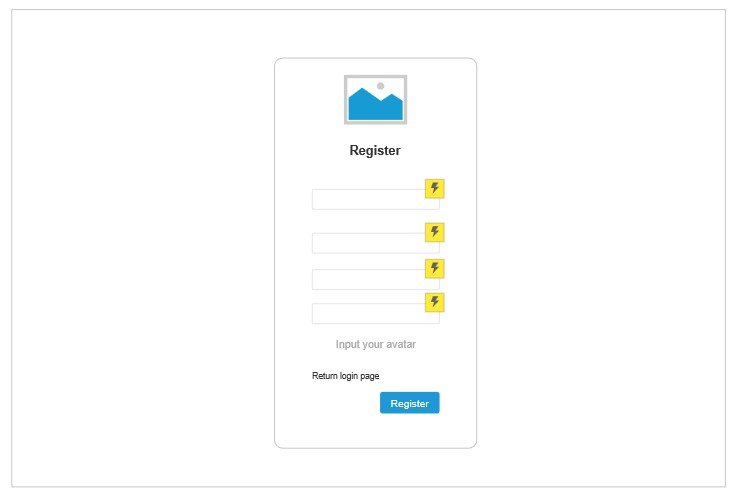 Register
Input your avatar
Return login page
Register